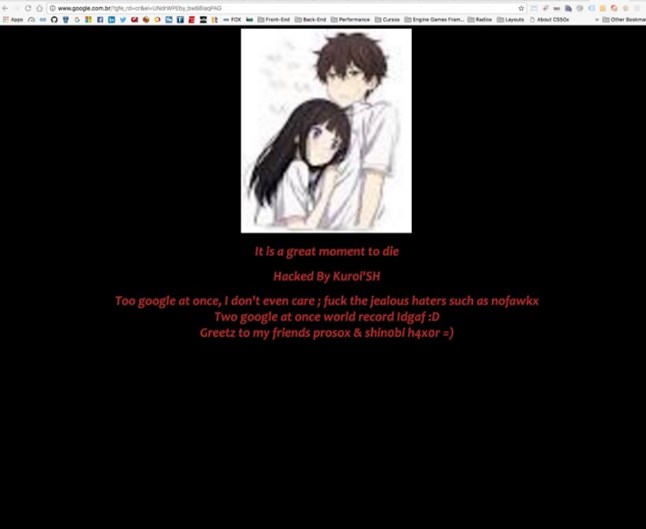 www.google.com.br/?gfe_rd=cr&ei=
Apps FOX Front-End Back-End Performance Cursos Engine Games Fram... Radios Layouts About CSSOs » Other Bookmar
It is a great moment to die
Hacked By Kuroi'SH
Too google at once, I don't even care ; fuck the jealous haters such as nofawkx
Two google at once world record Idgaf :D
Greetz to my friends prosox & shin0bi h4x0r =)